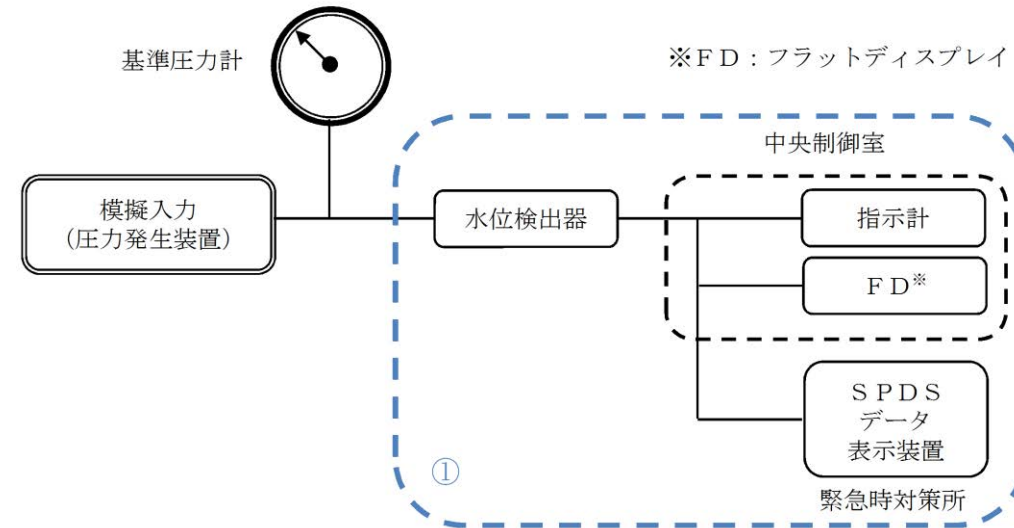 基準圧力計
※FD:フラットディスプレイ
中央制御室
模擬入力
(圧力発生装置)
水位検出器
指示計
FD※
SPDS
データ
表示装置
①
緊急時対策所